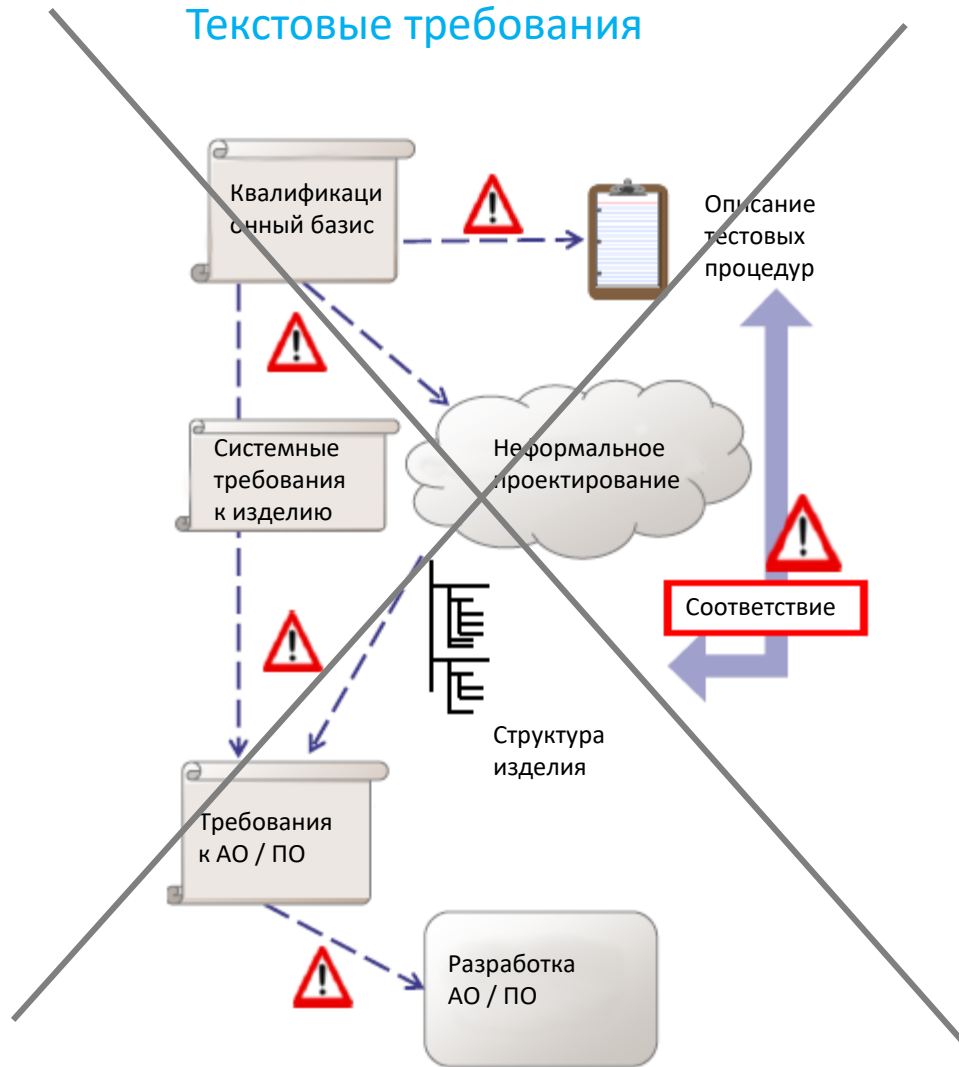 Текстовые требования
Квалификаци
онный базис
Описание
тестовых
процедур
Системные
требования
к изделию
Неформальное
проектирование
Соответствие
Структура
изделия
Требования
к АО / ПО
Разработка
АО / ПО